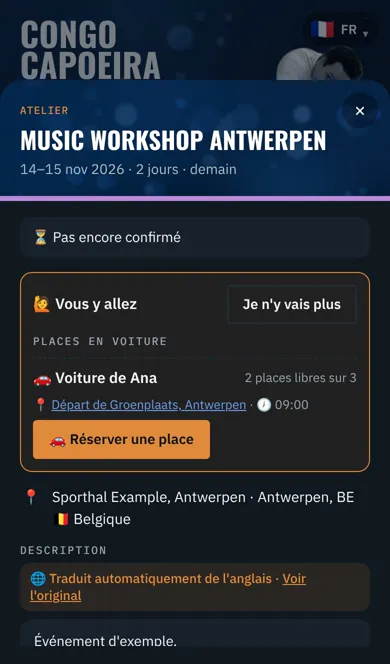 CONGO
CAPOEIRA
🇫🇷 FR ▼
ATELIER
✕
MUSIC WORKSHOP ANTWERPEN
14–15 nov 2026 · 2 jours · demain
⏳ Pas encore confirmé
🙋 Vous y allez
Je n'y vais plus
PLACES EN VOITURE
🚗 Voiture de Ana
2 places libres sur 3
📍 Départ de Groenplaats, Antwerpen · 🕖 09:00
🚗 Réserver une place
📍 Sporthal Example, Antwerpen · Antwerpen, BE
🇧🇪 Belgique
DESCRIPTION
🌐 Traduit automatiquement de l'anglais · Voir
l'original
Événement d'exemple.